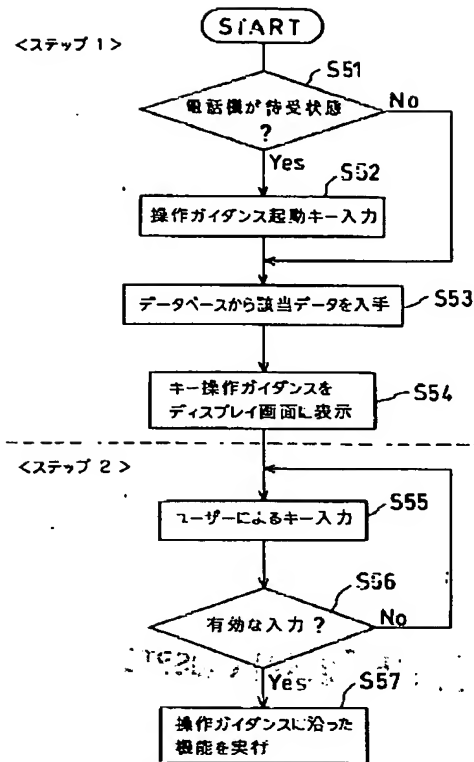 START
<ステップ 1 >
S51
電話機が待受状態
?
No
Yes
S52
操作ガイダンス起動キー入力
データベースから該当データを入手
S53
キー操作ガイダンスを
ディスプレイ画面に表示
S54
<ステップ 2 >
ユーザーによるキー入力
S55
S56
有効な入力?
No
Yes
S57
操作ガイダンスに沿った
機能を実行